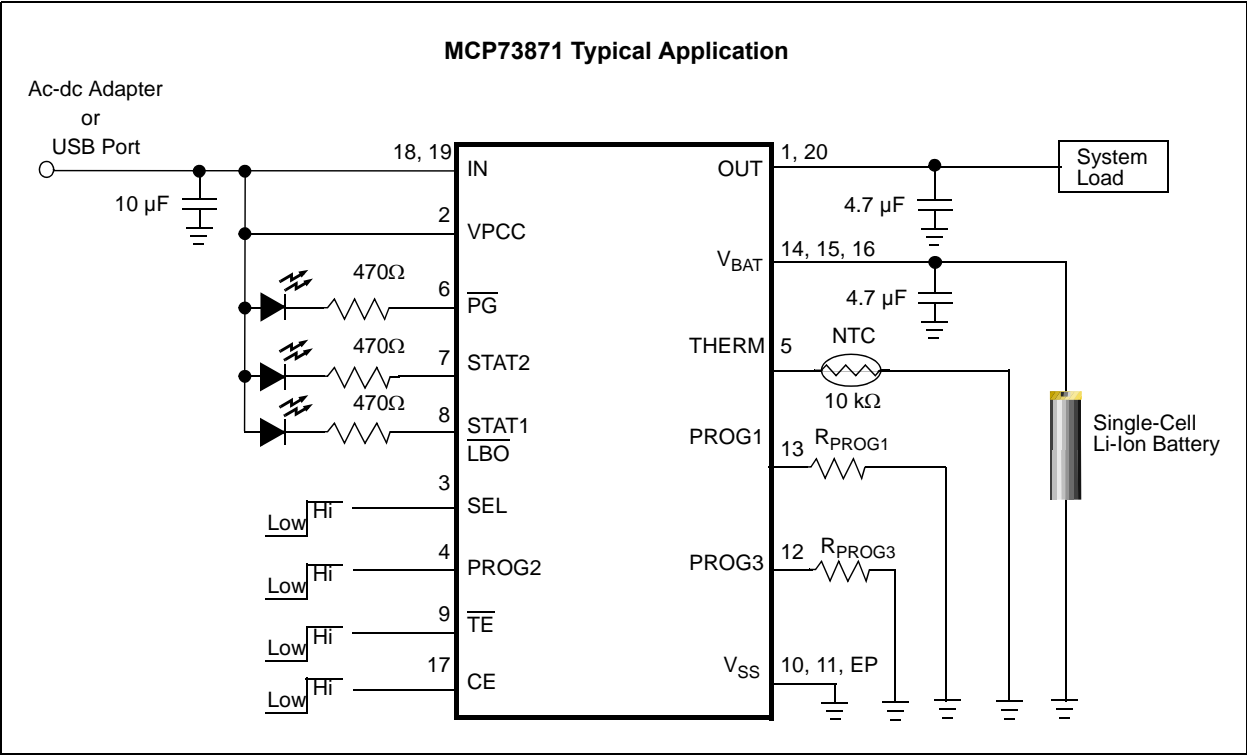 MCP73871 Typical Application
Ac-dc Adapter
or
USB Port
10 µF
18, 19
IN
2
VPCC
470Ω
6
PG
470Ω
7
STAT2
470Ω
8
STAT1
LBO
3
SEL
Low Hi
4
PROG2
Low Hi
9
TE
Low Hi
17
CE
Low Hi
OUT
1, 20
System
Load
4.7 µF
VBAT
14, 15, 16
4.7 µF
THERM
5
NTC
10 kΩ
PROG1
13
RPROG1
Single-Cell
Li-Ion Battery
PROG3
12
RPROG3
VSS
10, 11, EP